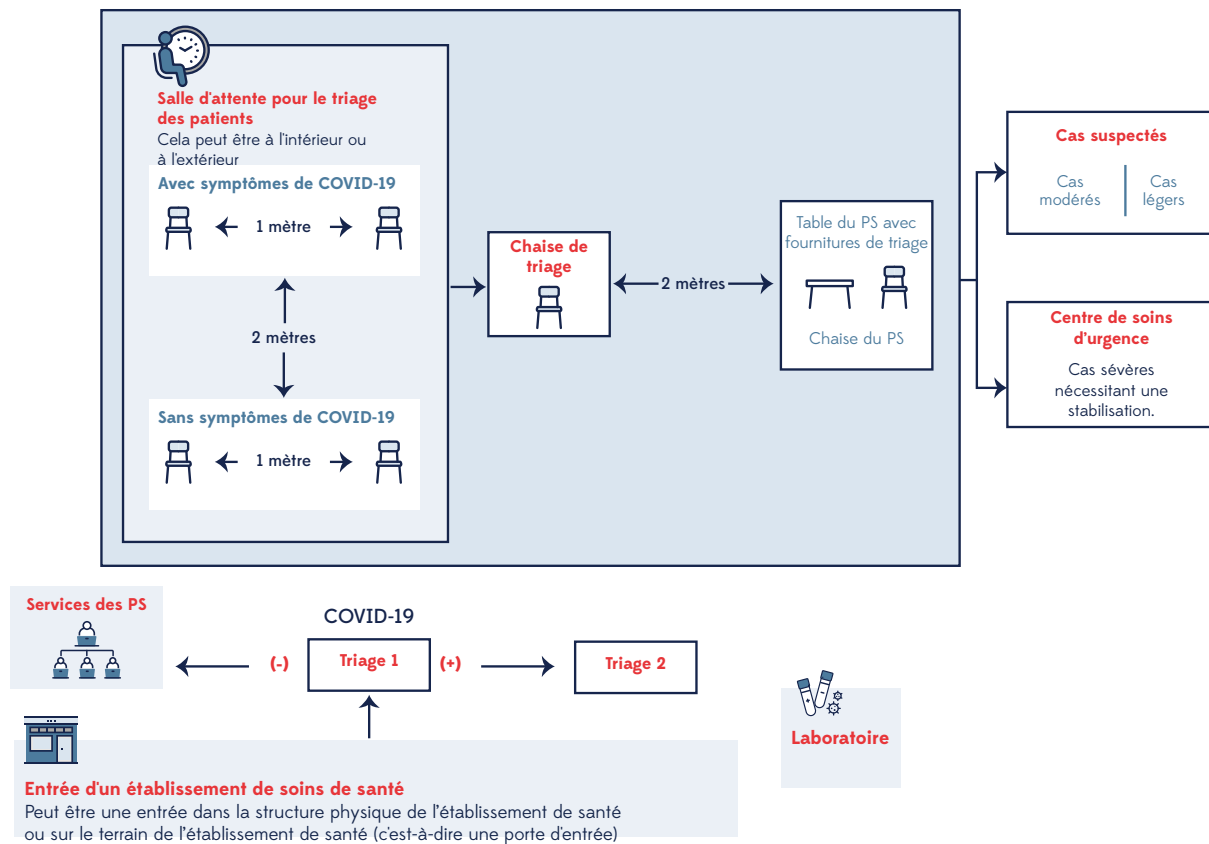 Salle d'attente pour le triage
des patients
Cela peut être à l'intérieur ou
à l'extérieur
Avec symptômes de COVID-19
1 mètre
2 mètres
Sans symptômes de COVID-19
1 mètre
Chaise de
triage
2 mètres
Table du PS avec
fournitures de triage
Chaise du PS
Cas suspectés
Cas
modérés
Cas
légers
Centre de soins
d'urgence
Cas sévères
nécessitant une
stabilisation.
Services des PS
COVID-19
(-)
Triage 1
(+)
Triage 2
Laboratoire
Entrée d'un établissement de soins de santé
Peut être une entrée dans la structure physique de l'établissement de santé
ou sur le terrain de l'établissement de santé (c'est-à-dire une porte d'entrée)